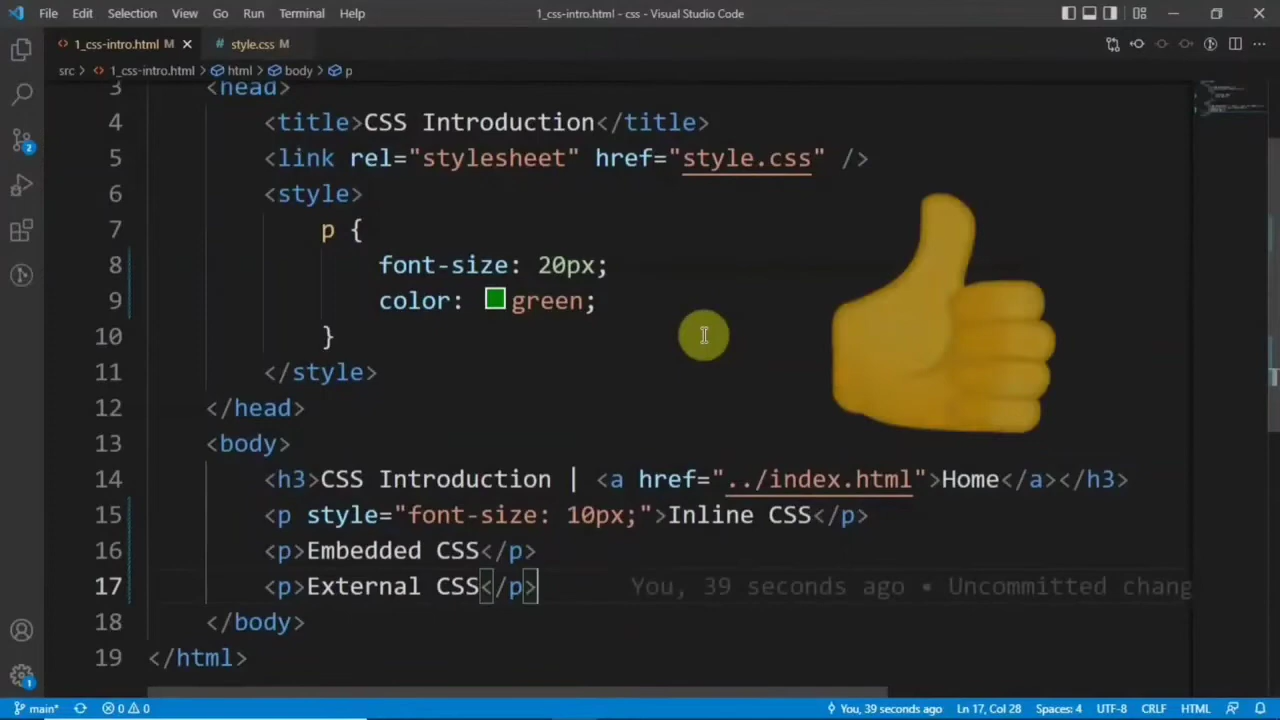 File Edit Selection View Go Run Terminal Help 1_css-intro.html - css - Visual Studio Code
1_css-intro.html M style.css M
src > 1_css-intro.html > html > body > p
3 <head>
4 <title>CSS Introduction</title>
5 <link rel="stylesheet" href="style.css" />
6 <style>
7 p {
8 font-size: 20px;
9 color: green;
10 }
11 </style>
12 </head>
13 <body>
14 <h3>CSS Introduction | <a href="../index.html">Home</a></h3>
15 <p style="font-size: 10px;">Inline CSS</p>
16 <p>Embedded CSS</p>
17 <p>External CSS</p> You, 39 seconds ago • Uncommitted chang
18 </body>
19 </html>
2
1
main* 0 0 You, 39 seconds ago Ln 17, Col 28 Spaces: 4 UTF-8 CRLF HTML